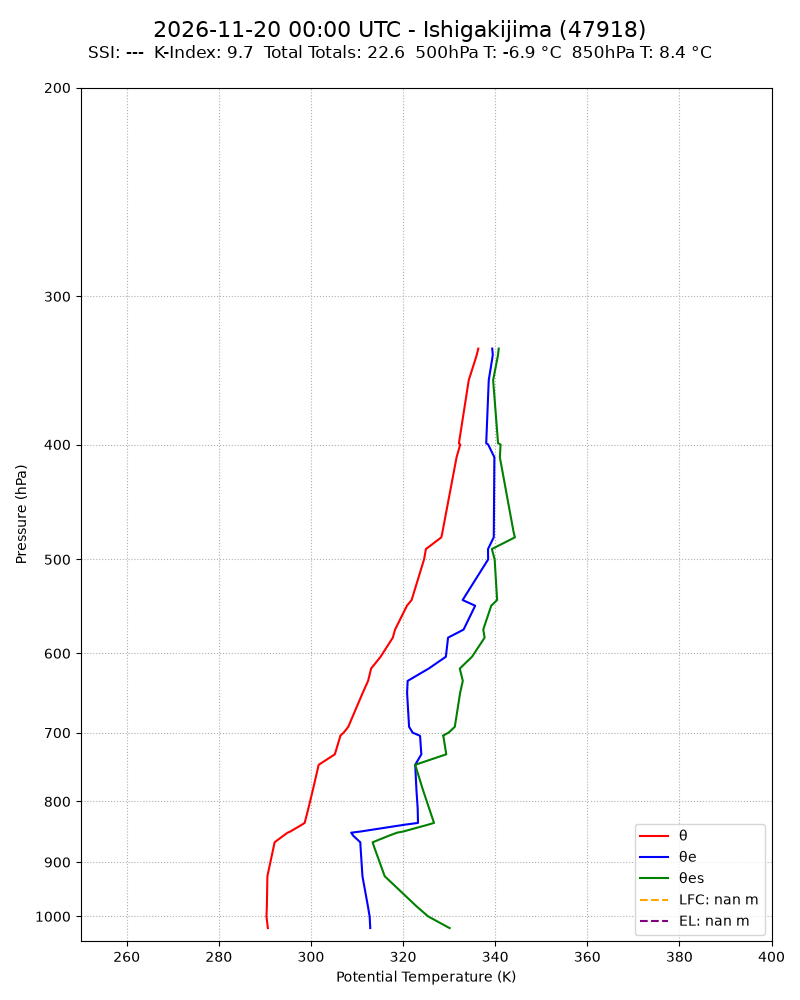 2026-11-20 00:00 UTC - Ishigakijima (47918)
SSI: ---  K-Index: 9.7  Total Totals: 22.6  500hPa T: -6.9 °C  850hPa T: 8.4 °C
200
300
400
500
600
700
800
900
1000
Pressure (hPa)
θ
θe
θes
LFC: nan m
EL: nan m
260 280 300 320 340 360 380 400
Potential Temperature (K)